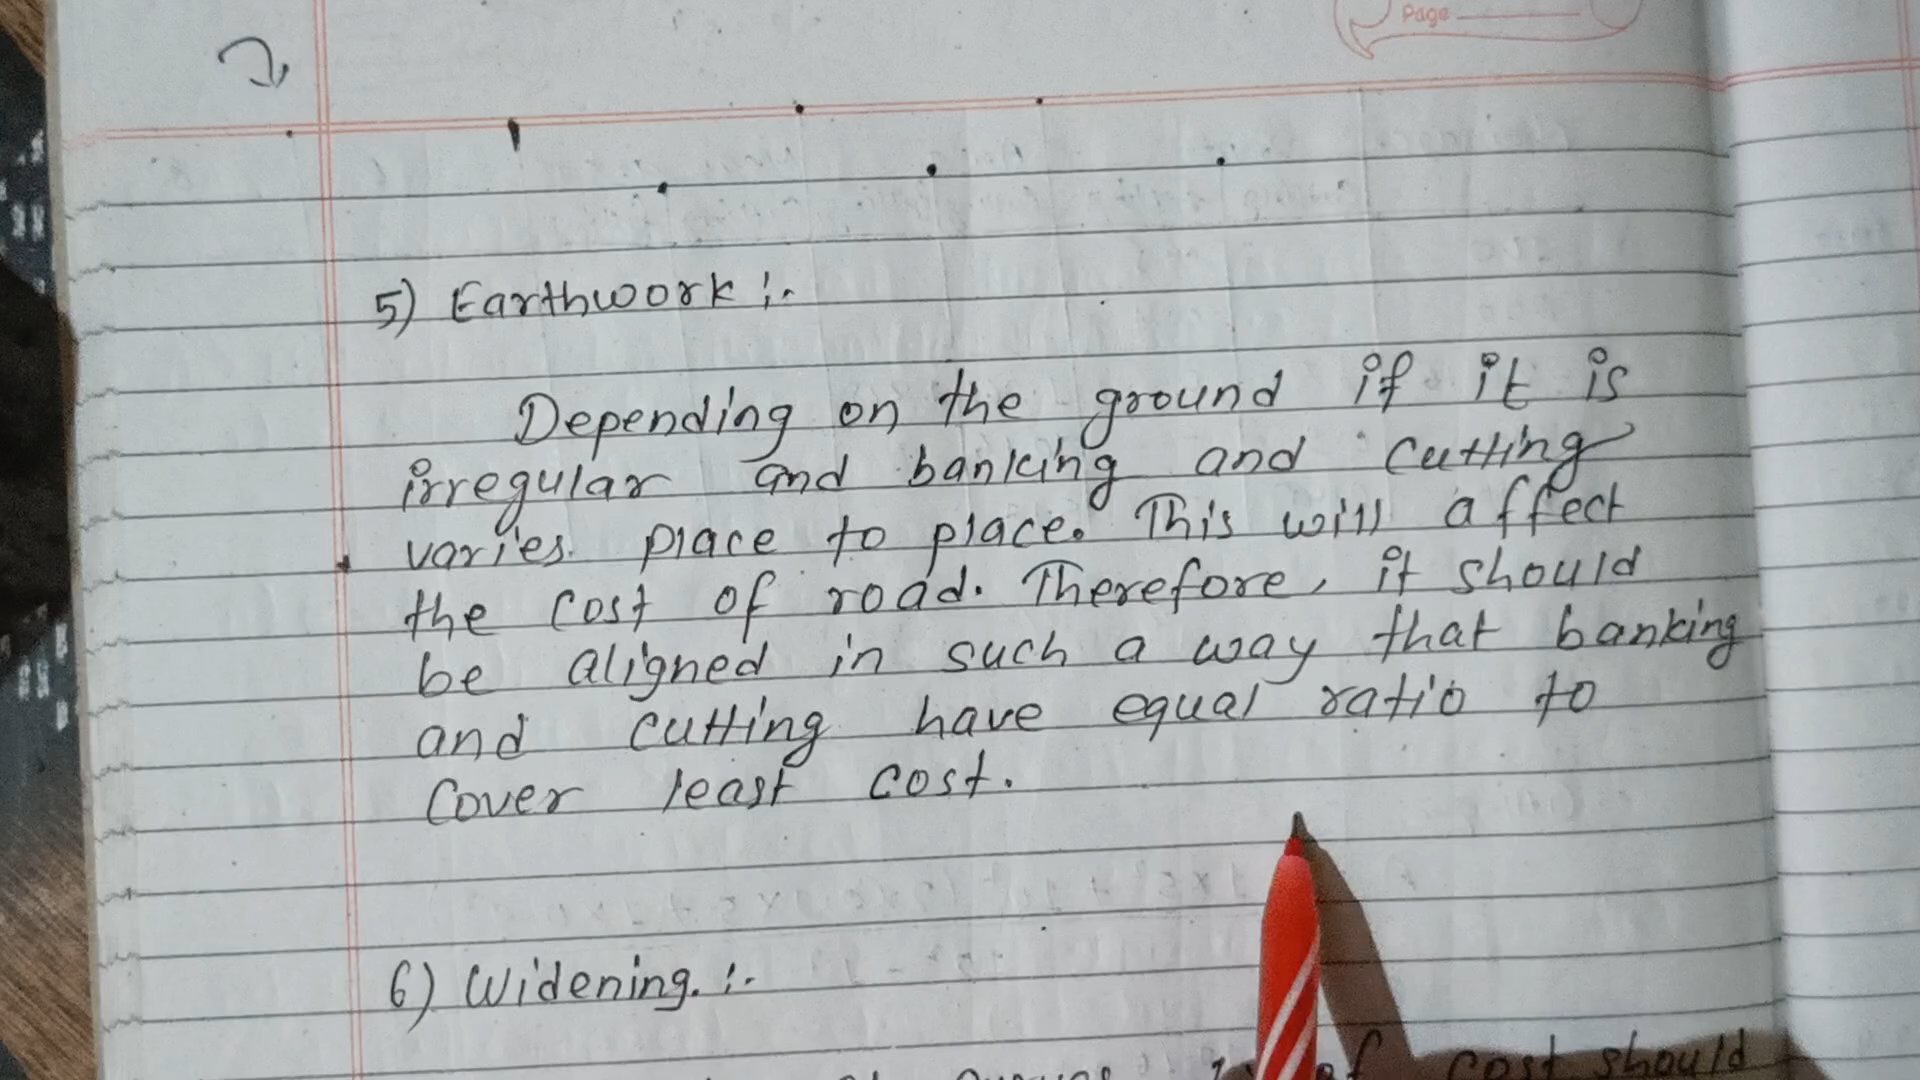 Page
5) Earthwork :-
Depending on the ground if it is
irregular and banking and cutting
varies place to place. This will affect
the cost of road. Therefore, it should
be aligned in such a way that banking
and cutting have equal ratio to
cover least cost.
6) Widening. :-
of cost should